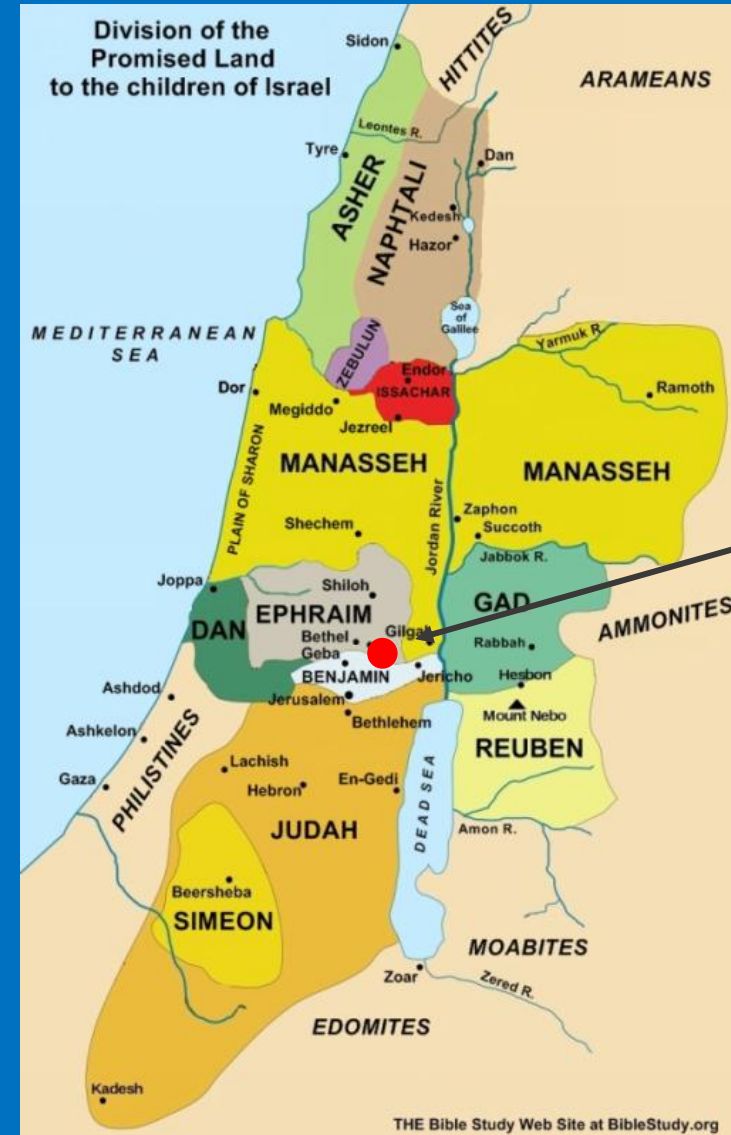 Division of the
Promised Land
to the children of Israel
Sidon
HITTITES
ARAMEANS
Leontes R.
Tyre
Dan
ASHER
NAPHTALI
Kedesh
Hazor
MEDITERRANEAN
SEA
Sea
of
Galilee
ZEBULUN
Yarmuk R.
Endor
Dor
ISSACHAR
Ramoth
Megiddo
Jezreel
MANASSEH
MANASSEH
PLAIN OF SHARON
Jordan River
Zaphon
Shechem
Succoth
Jabbok R.
Joppa
Shiloh
GAD
EPHRAIM
DAN
AMMONITES
Bethel
Gilgal
Rabbah
Geba
BENJAMIN
Jericho
Hesbon
Ashdod
Jerusalem
Mount Nebo
Bethlehem
Ashkelon
PHILISTINES
REUBEN
Lachish
En-Gedi
Gaza
Hebron
DEAD SEA
JUDAH
Amon R.
Beersheba
SIMEON
MOABITES
Zoar
Zered R.
EDOMITES
Kadesh
THE Bible Study Web Site at BibleStudy.org